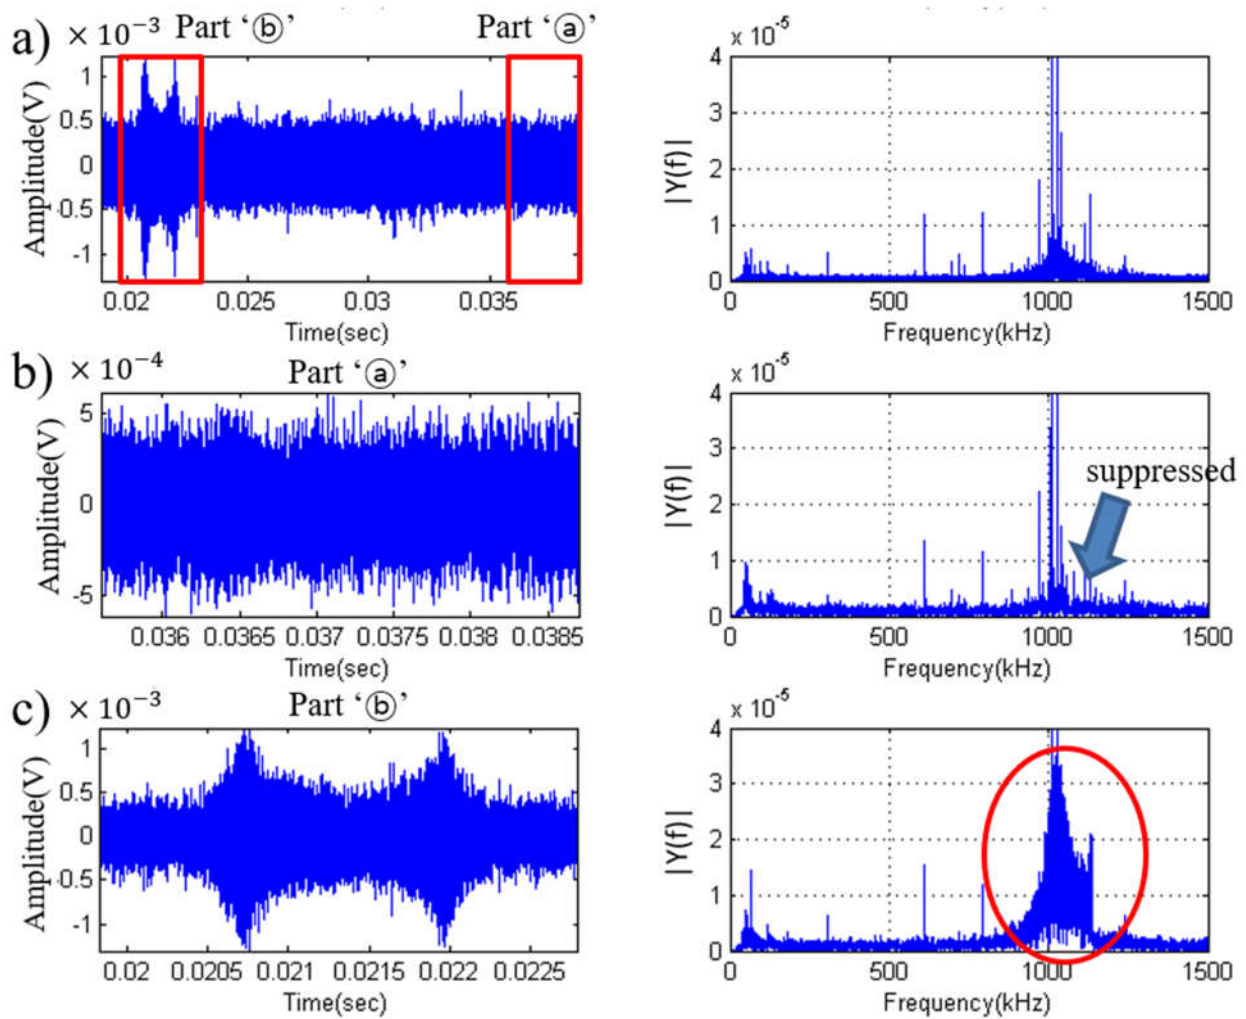 a) × 10⁻³ Part ‘ⓑ’ Part ‘ⓐ’
Amplitude(V)
1
0.5
0
-0.5
-1
0.02 0.025 0.03 0.035
Time(sec)
x 10⁻⁵
|Y(f)|
4
3
2
1
0
0 500 1000 1500
Frequency(kHz)
b) × 10⁻⁴ Part ‘ⓐ’
Amplitude(V)
5
0
-5
0.036 0.0365 0.037 0.0375 0.038 0.0385
Time(sec)
x 10⁻⁵
|Y(f)|
4
3
2
1
0
suppressed
0 500 1000 1500
Frequency(kHz)
c) × 10⁻³ Part ‘ⓑ’
Amplitude(V)
1
0.5
0
-0.5
-1
0.02 0.0205 0.021 0.0215 0.022 0.0225
Time(sec)
x 10⁻⁵
|Y(f)|
4
3
2
1
0
0 500 1000 1500
Frequency(kHz)